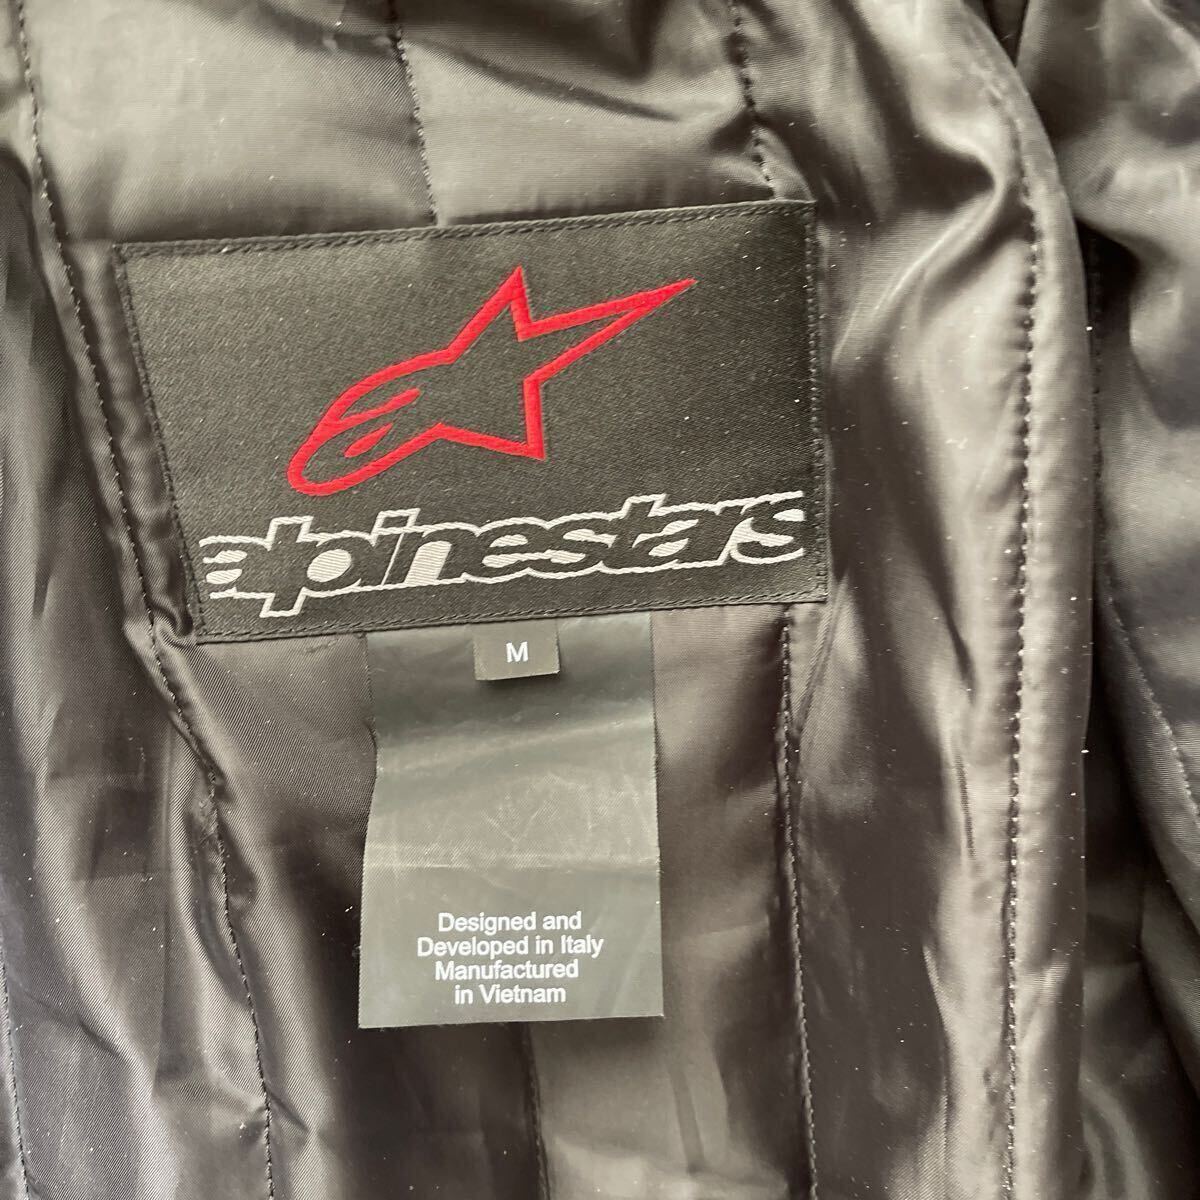 alpinestars
M
Designed and
Developed in Italy
Manufactured
in Vietnam